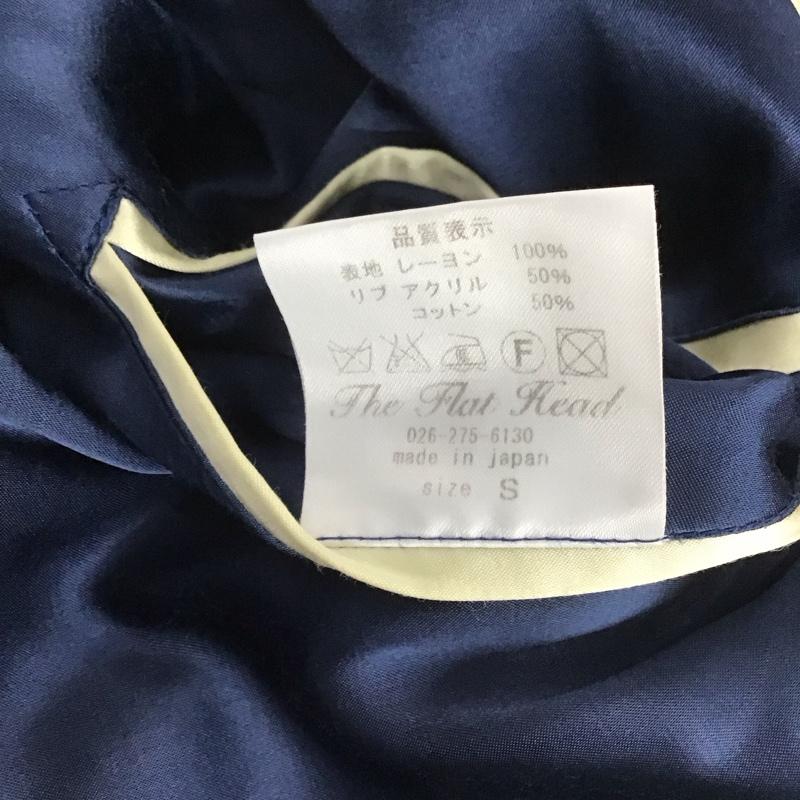 品質表示
表地 レーヨン 100%
リブ アクリル 50%
コットン 50%
F
The Flat Head
026-275-6130
made in japan
size S